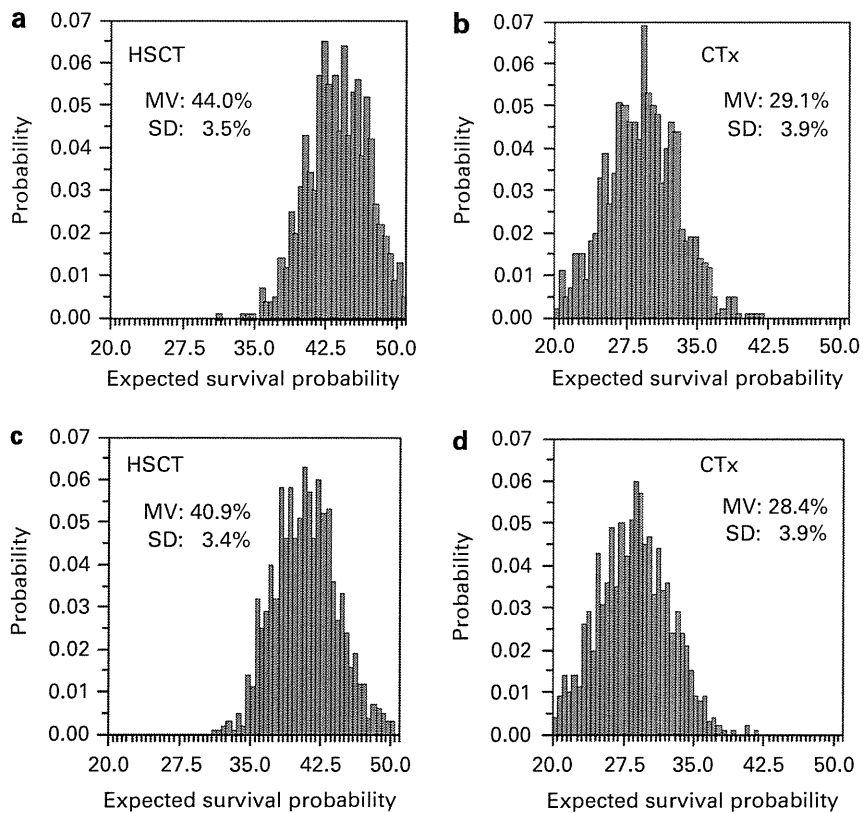 a
0.07
0.06
0.05
0.04
0.03
0.02
0.01
0.00
Probability
HSCT
MV: 44.0%
SD: 3.5%
20.0 27.5 35.0 42.5 50.0
Expected survival probability
b
0.07
0.06
0.05
0.04
0.03
0.02
0.01
0.00
Probability
CTx
MV: 29.1%
SD: 3.9%
20.0 27.5 35.0 42.5 50.0
Expected survival probability
c
0.07
0.06
0.05
0.04
0.03
0.02
0.01
0.00
Probability
HSCT
MV: 40.9%
SD: 3.4%
20.0 27.5 35.0 42.5 50.0
Expected survival probability
d
0.07
0.06
0.05
0.04
0.03
0.02
0.01
0.00
Probability
CTx
MV: 28.4%
SD: 3.9%
20.0 27.5 35.0 42.5 50.0
Expected survival probability